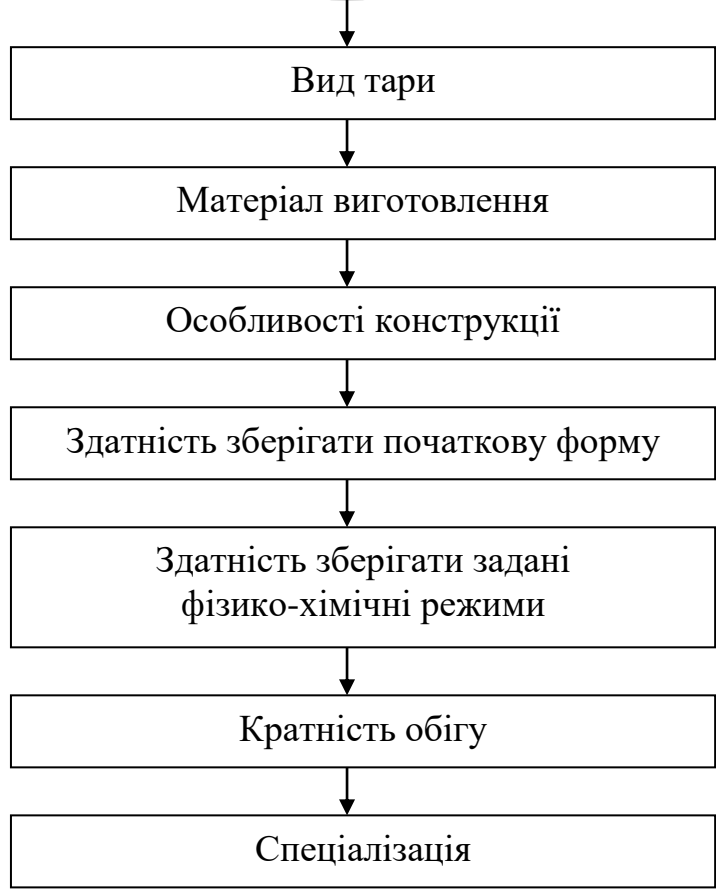 Вид тари
Матеріал виготовлення
Особливості конструкції
Здатність зберігати початкову форму
Здатність зберігати задані
фізико-хімічні режими
Кратність обігу
Спеціалізація